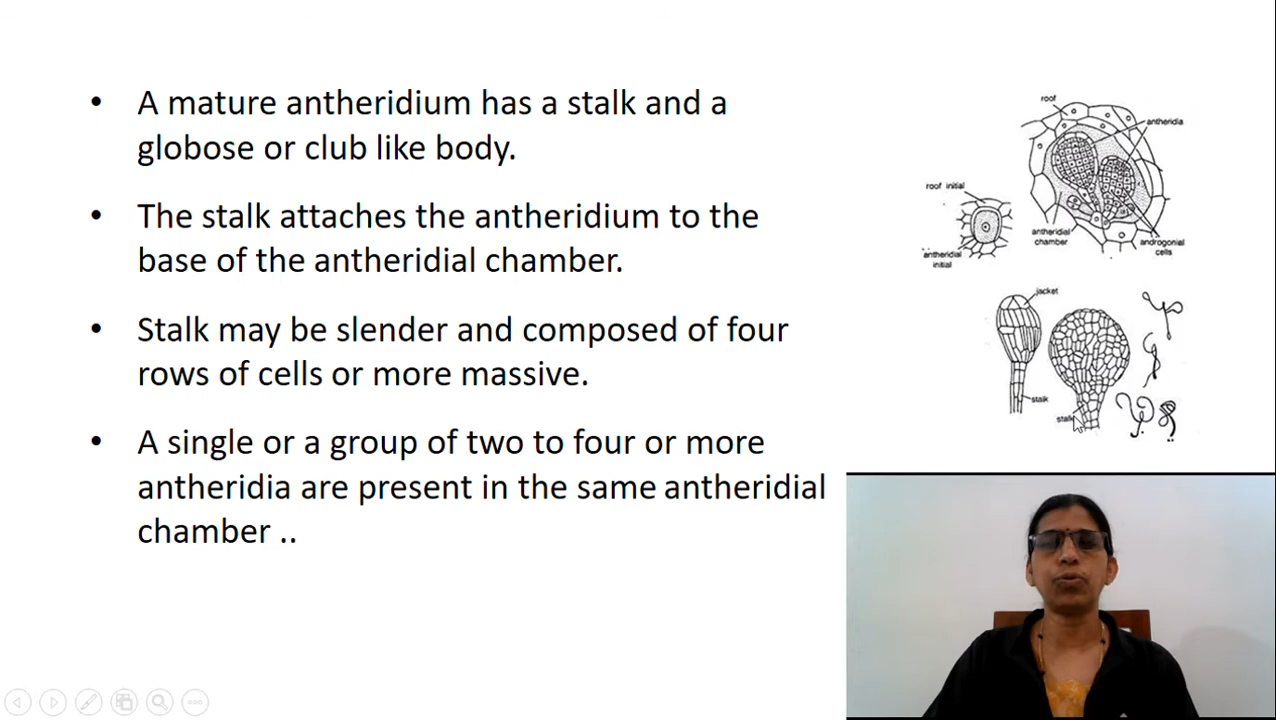 • A mature antheridium has a stalk and a
globose or club like body.
• The stalk attaches the antheridium to the
base of the antheridial chamber.
• Stalk may be slender and composed of four
rows of cells or more massive.
• A single or a group of two to four or more
antheridia are present in the same antheridial
chamber ..
roof
antheridia
roof initial
antheridial
chamber
androgonial
cells
antheridial
initial
jacket
stalk
stalk